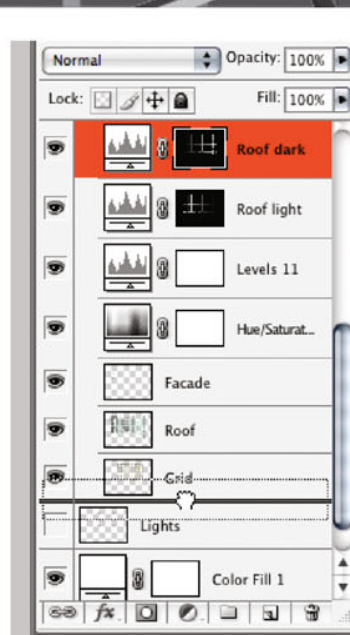 Normal Opacity: 100%
Lock: Fill: 100%
Roof dark
Roof light
Levels 11
Hue/Saturat...
Facade
Roof
Grid
Lights
Color Fill 1
fx.